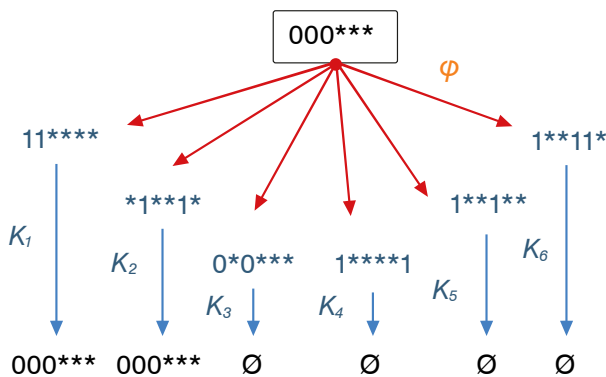 000***
φ
11****
1**11*
*1**1*
1**1**
K1
K2
0*0***
1****1
K5
K6
K3
K4
000***
000***
Ø
Ø
Ø
Ø